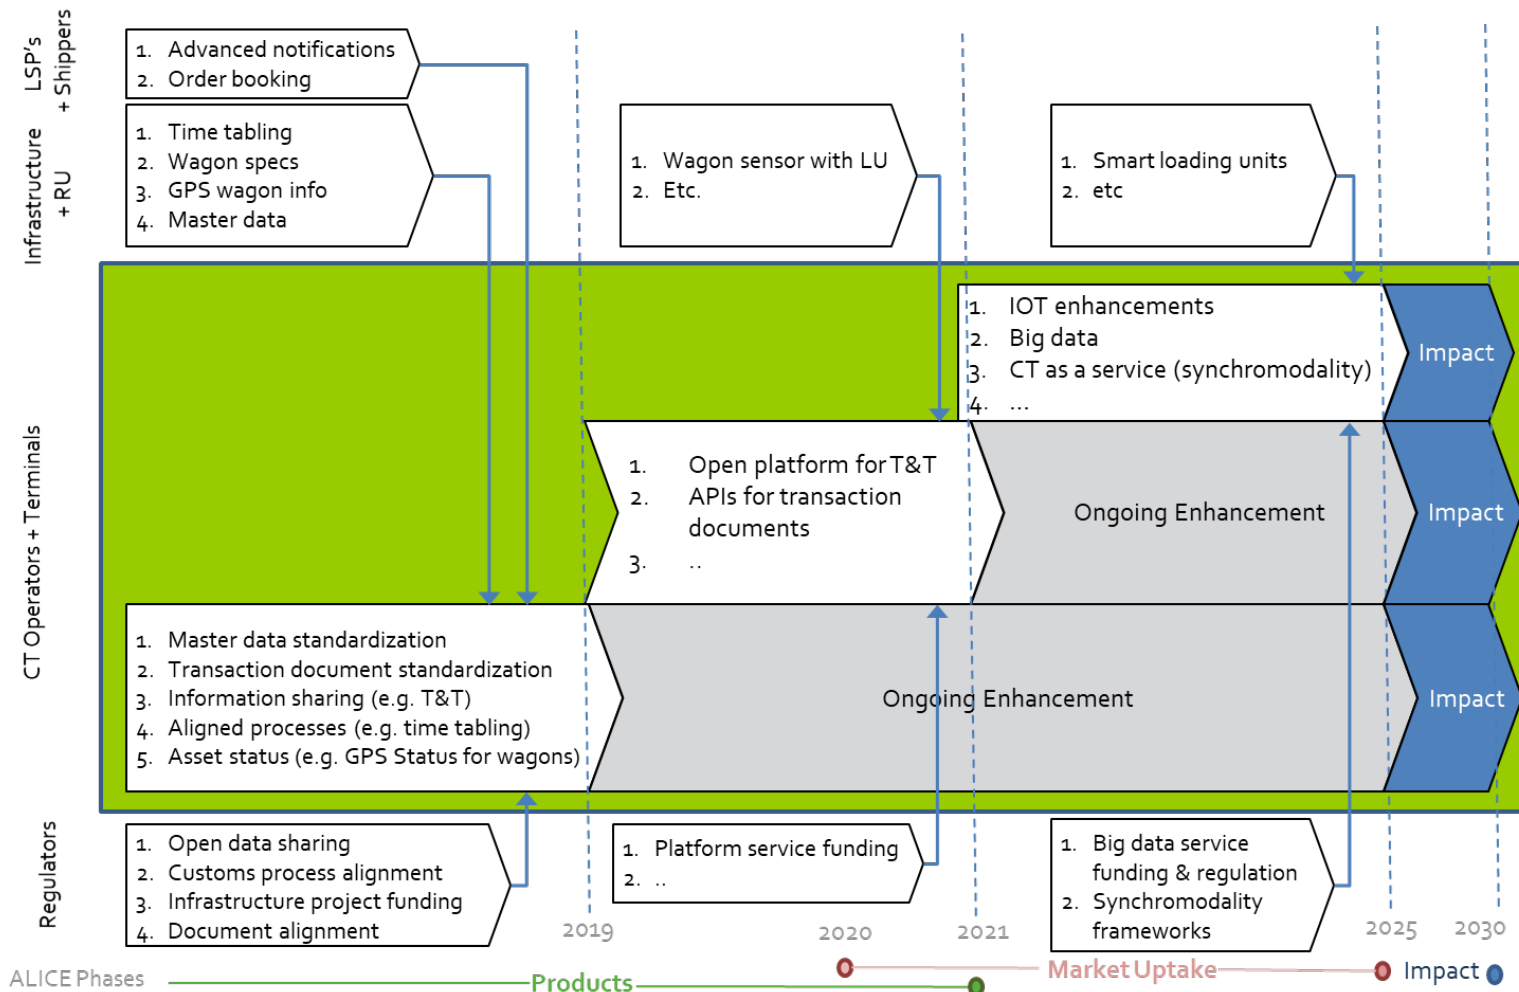 LSP's
+ Shippers
1. Advanced notifications
2. Order booking
Infrastructure
+ RU
1. Time tabling
2. Wagon specs
3. GPS wagon info
4. Master data
1. Wagon sensor with LU
2. Etc.
1. Smart loading units
2. etc
CT Operators + Terminals
1. IOT enhancements
2. Big data
3. CT as a service (synchromodality)
4. ...
Impact
1. Open platform for T&T
2. APIs for transaction
documents
3. ..
Ongoing Enhancement
Impact
1. Master data standardization
2. Transaction document standardization
3. Information sharing (e.g. T&T)
4. Aligned processes (e.g. time tabling)
5. Asset status (e.g. GPS Status for wagons)
Ongoing Enhancement
Impact
Regulators
1. Open data sharing
2. Customs process alignment
3. Infrastructure project funding
4. Document alignment
1. Platform service funding
2. ..
1. Big data service
funding & regulation
2. Synchromodality
frameworks
2019
2020
2021
2025
2030
ALICE Phases
Products
Market Uptake
Impact